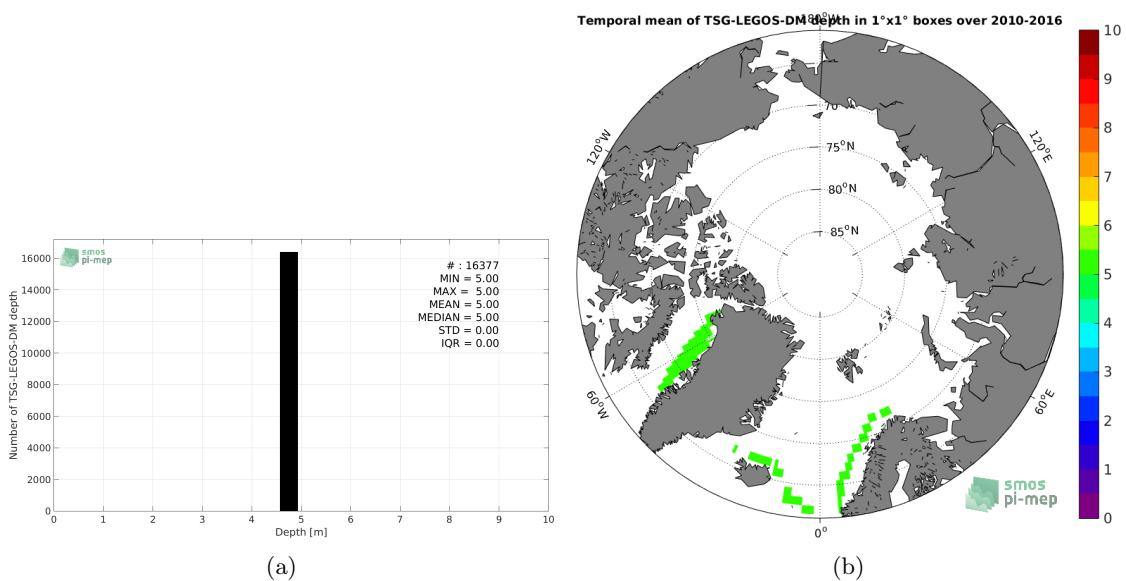 Temporal mean of TSG-LEGOS-DM depth in 1°x1° boxes over 2010-2016
180°W
120°W
120°E
60°W
60°E
0°
70
75°N
80°N
85°N
10
9
8
7
6
5
4
3
2
1
0
smos
pi-mep
smos
pi-mep
# : 16377
MIN = 5.00
MAX = 5.00
MEAN = 5.00
MEDIAN = 5.00
STD = 0.00
IQR = 0.00
Number of TSG-LEGOS-DM depth
16000
14000
12000
10000
8000
6000
4000
2000
0
0 1 2 3 4 5 6 7 8 9 10
Depth [m]
(a)
(b)